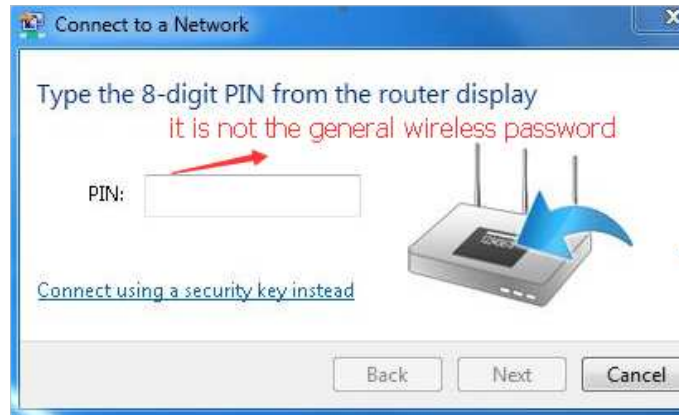 Connect to a Network
Type the 8-digit PIN from the router display
it is not the general wireless password
PIN:
Connect using a security key instead
Back Next Cancel